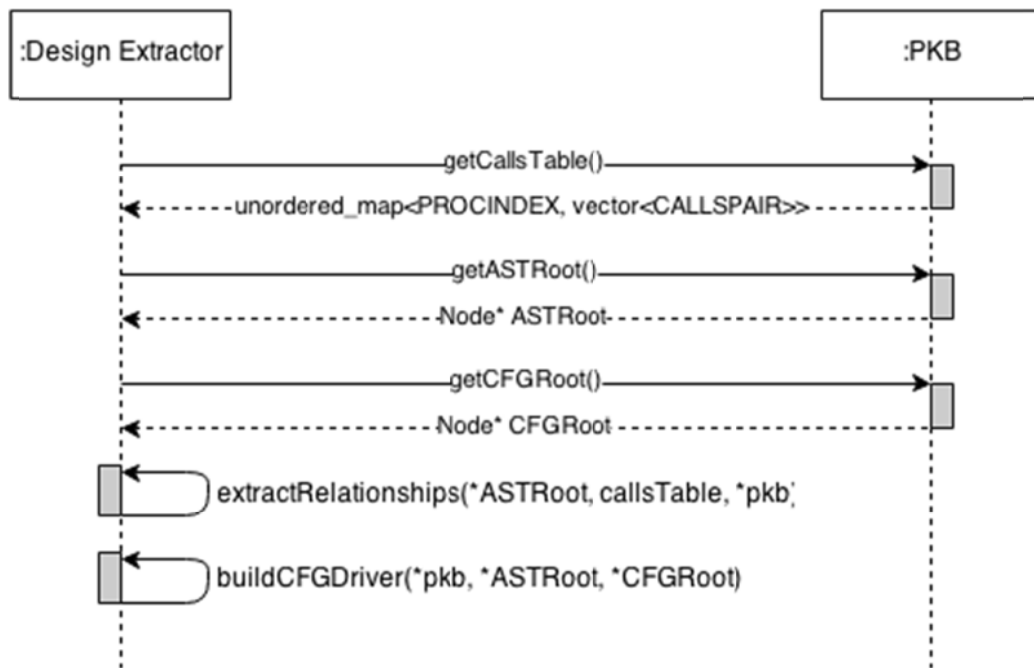 :Design Extractor
:PKB
getCallsTable()
unordered_map<PROCINDEX, vector<CALLSPAIR>>
getASTRoot()
Node* ASTRoot
getCFGRoot()
Node* CFGRoot
extractRelationships(*ASTRoot, callsTable, *pkb)
buildCFGDriver(*pkb, *ASTRoot, *CFGRoot)